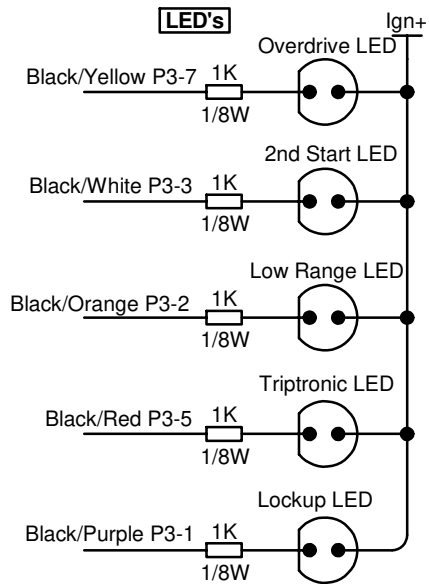 LED's
Ign+
Overdrive LED
Black/Yellow P3-7
1K
1/8W
2nd Start LED
Black/White P3-3
1K
1/8W
Low Range LED
Black/Orange P3-2
1K
1/8W
Triptronic LED
Black/Red P3-5
1K
1/8W
Lockup LED
Black/Purple P3-1
1K
1/8W